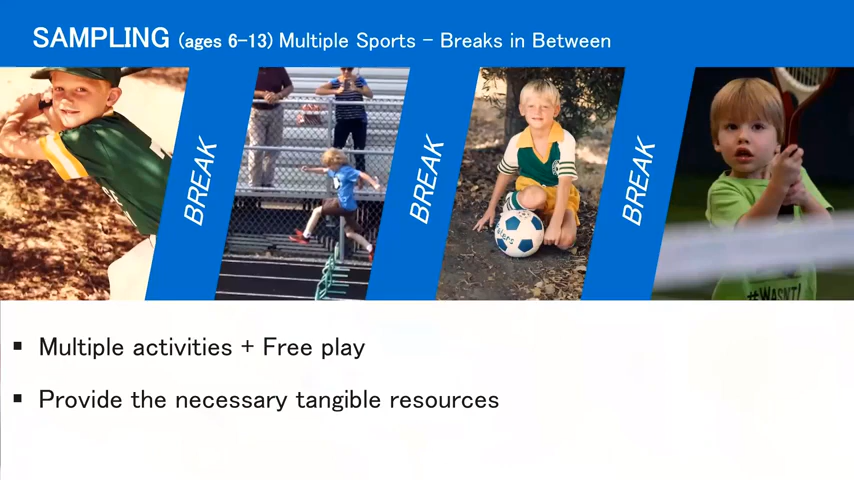 SAMPLING (ages 6-13) Multiple Sports - Breaks in Between
BREAK
BREAK
BREAK
#WASNT!
▪ Multiple activities + Free play
▪ Provide the necessary tangible resources